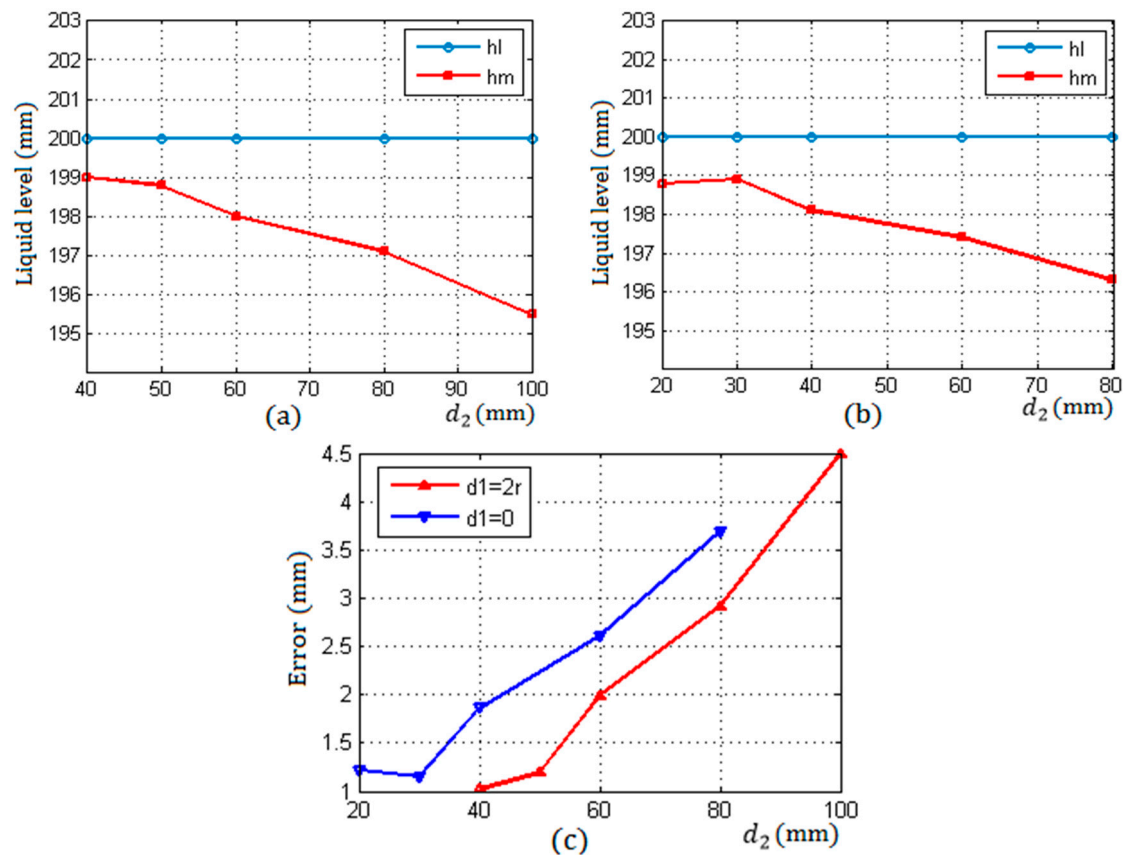 203
202
201
200
199
198
197
196
195
Liquid level (mm)
hl
hm
40 50 60 70 80 90 100
(a)
d₂ (mm)
203
202
201
200
199
198
197
196
195
Liquid level (mm)
hl
hm
20 30 40 50 60 70 80
(b)
d₂ (mm)
4.5
4
3.5
3
2.5
2
1.5
1
Error (mm)
d1=2r
d1=0
20 40 60 80 100
(c)
d₂ (mm)